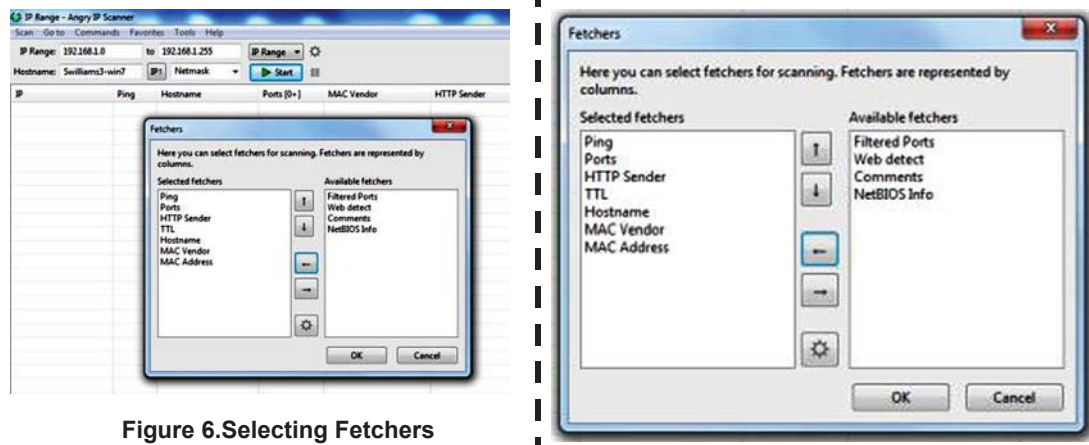 IP Range - Angry IP Scanner
Scan Go to Commands Favorites Tools Help
IP Range: 192.168.1.0 to 192.168.1.255 IP Range
Hostname: Swilliams3-win7 IP↑ Netmask Start
IP Ping Hostname Ports [0+] MAC Vendor HTTP Sender
Fetchers
Here you can select fetchers for scanning. Fetchers are represented by
columns.
Selected fetchers Available fetchers
Ping Filtered Ports
Ports Web detect
HTTP Sender Comments
TTL NetBIOS Info
Hostname
MAC Vendor
MAC Address
OK Cancel
Figure 6.Selecting Fetchers
Fetchers
Here you can select fetchers for scanning. Fetchers are represented by
columns.
Selected fetchers Available fetchers
Ping Filtered Ports
Ports Web detect
HTTP Sender Comments
TTL NetBIOS Info
Hostname
MAC Vendor
MAC Address
OK Cancel